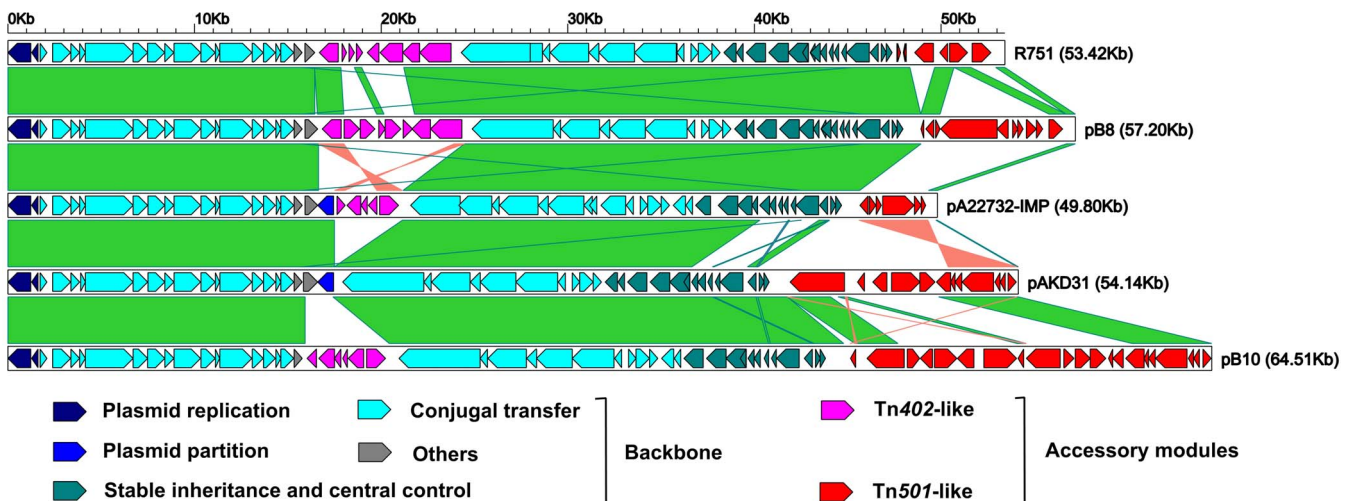 0Kb 10Kb 20Kb 30Kb 40Kb 50Kb
R751 (53.42Kb)
pB8 (57.20Kb)
pA22732-IMP (49.80Kb)
pAKD31 (54.14Kb)
pB10 (64.51Kb)
Plasmid replication Conjugal transfer Tn402-like
Plasmid partition Others Backbone Accessory modules
Stable inheritance and central control Tn501-like